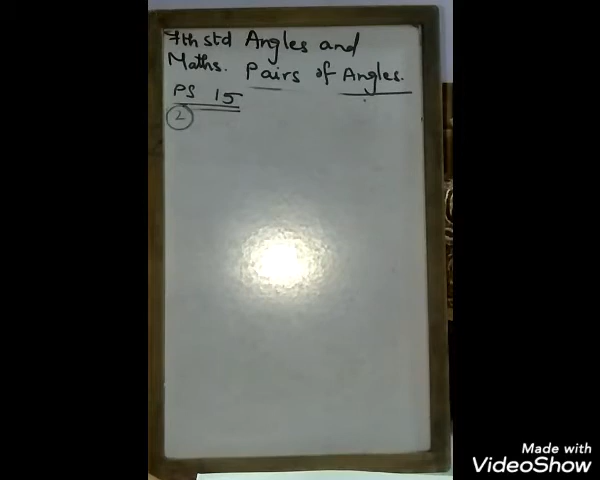 7th std Angles and
Maths. Pairs of Angles.
PS 15
2
Made with
VideoShow